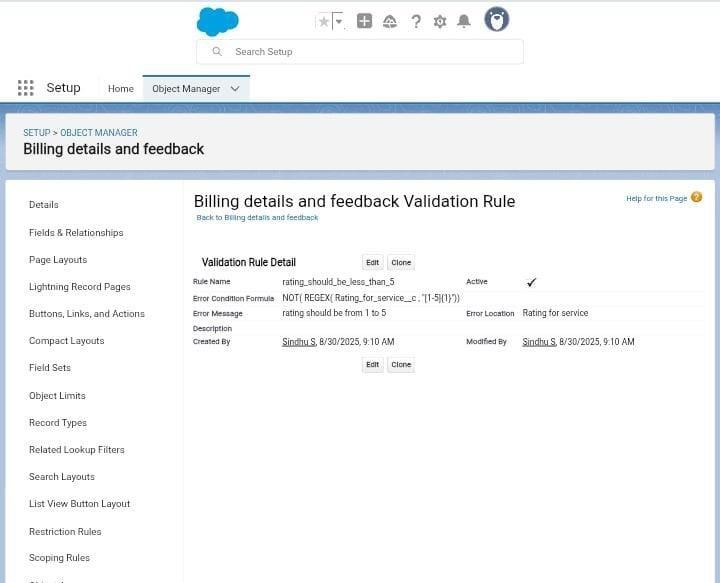 Search Setup
Setup
Home
Object Manager
SETUP > OBJECT MANAGER
Billing details and feedback
Details
Fields & Relationships
Page Layouts
Lightning Record Pages
Buttons, Links, and Actions
Compact Layouts
Field Sets
Object Limits
Record Types
Related Lookup Filters
Search Layouts
List View Button Layout
Restriction Rules
Scoping Rules
Billing details and feedback Validation Rule
Help for this Page
Back to Billing details and feedback
Validation Rule Detail
Edit Clone
Rule Name rating_should_be_less_than_5 Active
Error Condition Formula NOT( REGEX( Rating_for_service__c , "[1-5]{1}"))
Error Message rating should be from 1 to 5 Error Location Rating for service
Description
Created By Sindhu S, 8/30/2025, 9:10 AM Modified By Sindhu S, 8/30/2025, 9:10 AM
Edit Clone